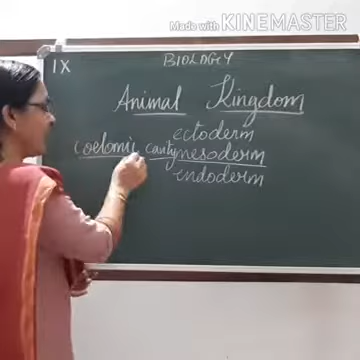 Made with KINEMASTER
IX
BIOLOGY
Animal Kingdom
ectoderm
coelomic cavity mesoderm
endoderm